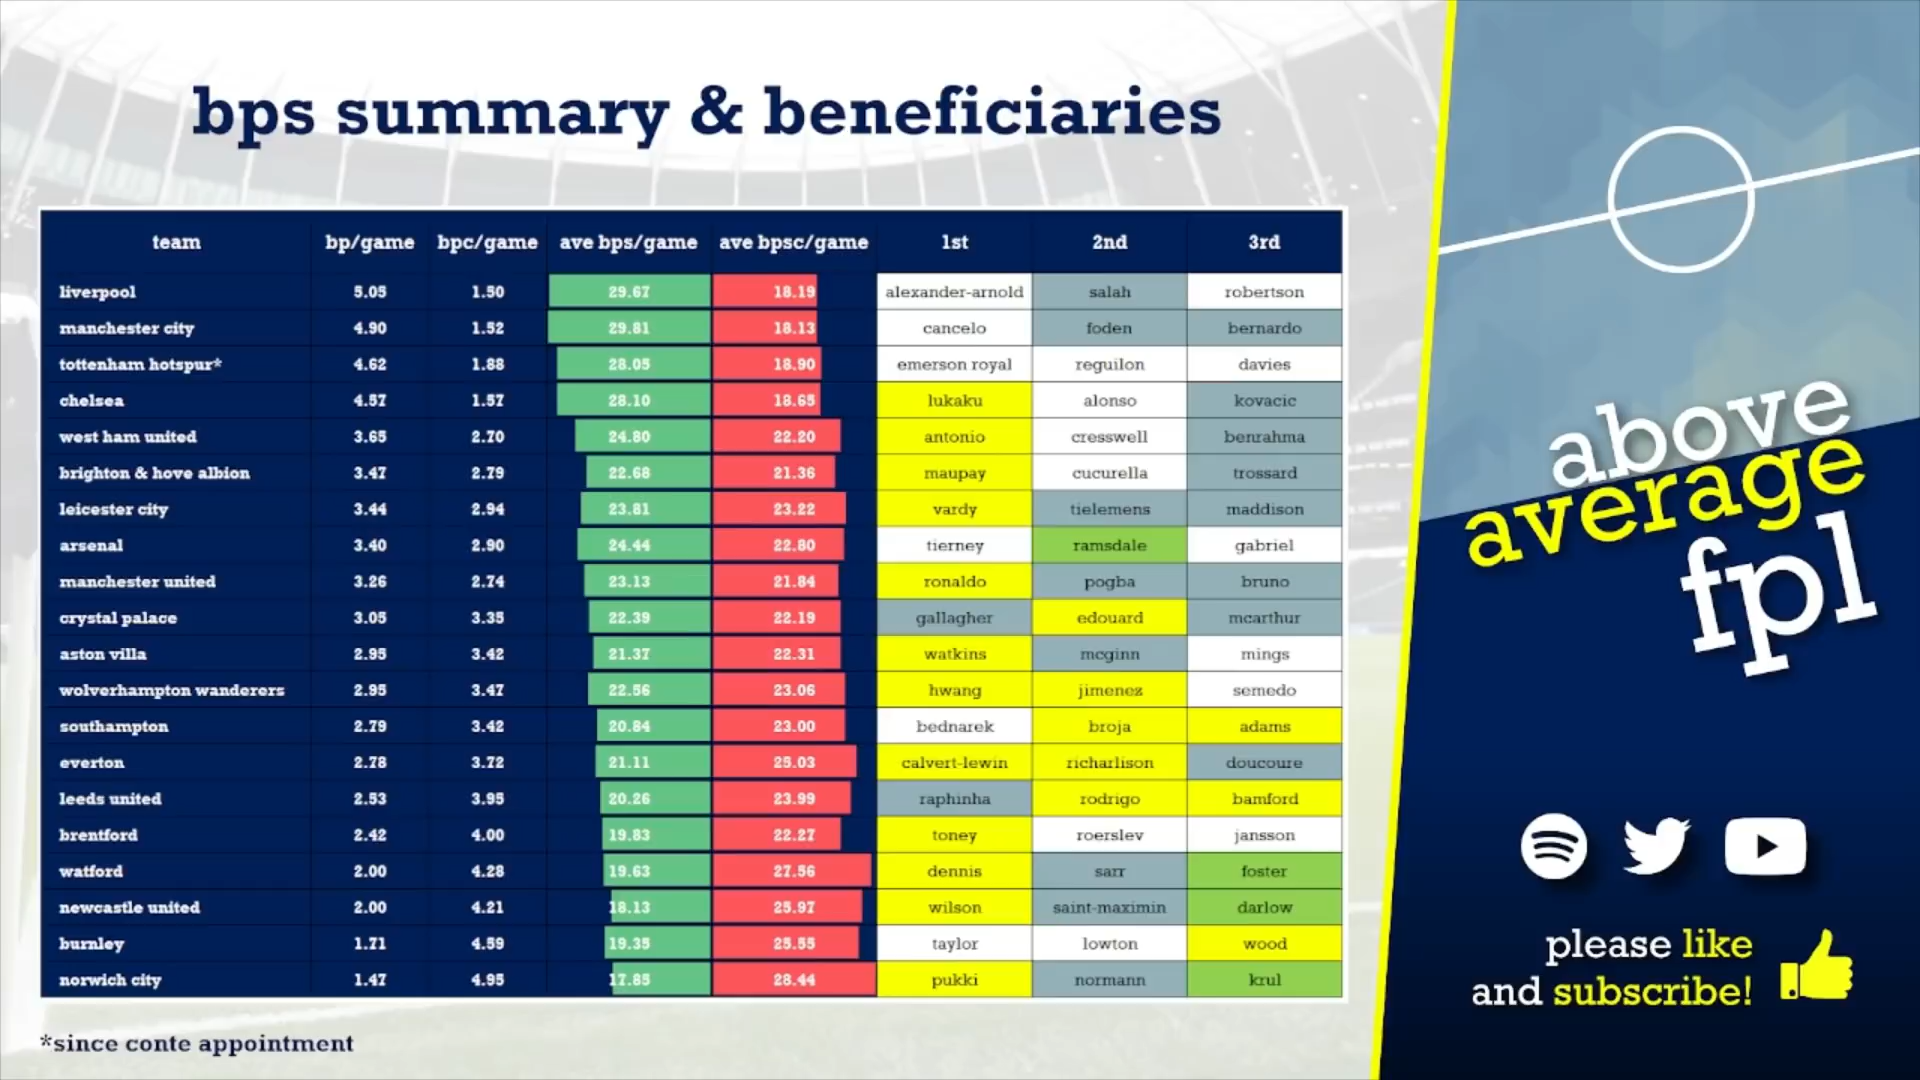 bps summary & beneficiaries
team bp/game bpc/game ave bps/game ave bpsc/game 1st 2nd 3rd
liverpool 5.05 1.50 29.67 18.19 alexander-arnold salah robertson
manchester city 4.90 1.52 29.81 18.13 cancelo foden bernardo
tottenham hotspur* 4.62 1.88 28.05 18.90 emerson royal reguilon davies
chelsea 4.57 1.57 28.10 18.65 lukaku alonso kovacic
west ham united 3.65 2.70 24.80 22.20 antonio cresswell benrahma
brighton & hove albion 3.47 2.79 22.68 21.36 maupay cucurella trossard
leicester city 3.44 2.94 23.81 23.22 vardy tielemens maddison
arsenal 3.40 2.90 24.44 22.80 tierney ramsdale gabriel
manchester united 3.26 2.74 23.13 21.84 ronaldo pogba bruno
crystal palace 3.05 3.35 22.39 22.19 gallagher edouard mcarthur
aston villa 2.95 3.42 21.37 22.31 watkins mcginn mings
wolverhampton wanderers 2.95 3.47 22.56 23.06 hwang jimenez semedo
southampton 2.79 3.42 20.84 23.00 bednarek broja adams
everton 2.78 3.72 21.11 25.03 calvert-lewin richarlison doucoure
leeds united 2.53 3.95 20.26 23.99 raphinha rodrigo bamford
brentford 2.42 4.00 19.83 22.27 toney roerslev jansson
watford 2.00 4.28 19.63 27.56 dennis sarr foster
newcastle united 2.00 4.21 18.13 25.97 wilson saint-maximin darlow
burnley 1.71 4.59 19.35 25.55 taylor lowton wood
norwich city 1.47 4.95 17.85 28.44 pukki normann krul
*since conte appointment
above
average
fpl
please like
and subscribe!